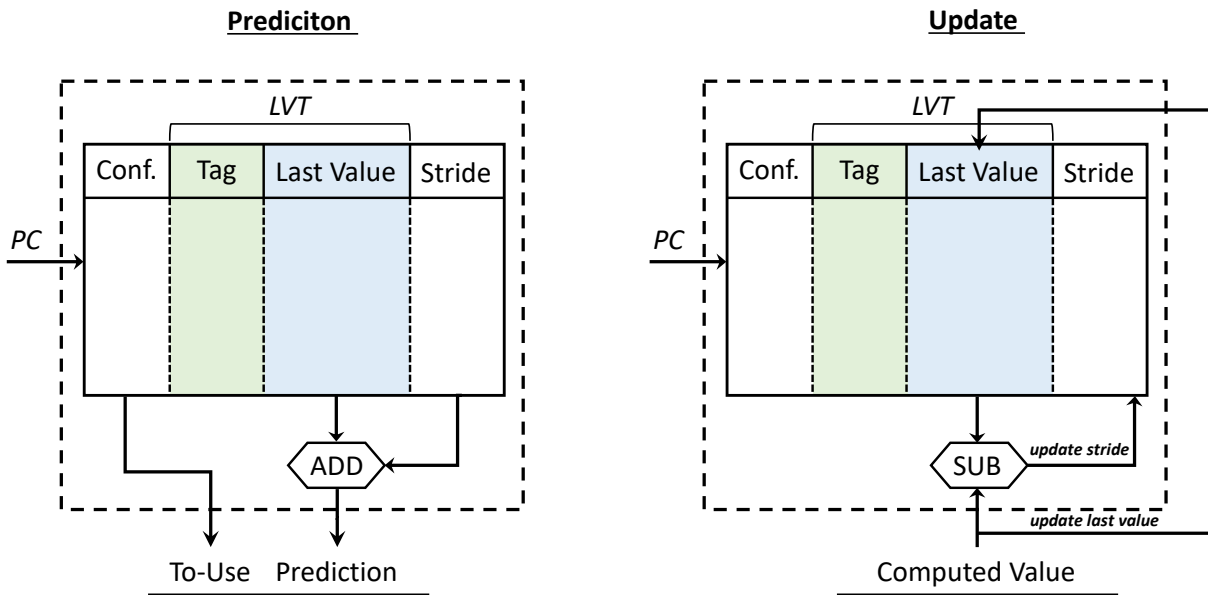 Prediciton
Update
LVT
LVT
Conf. Tag Last Value Stride
Conf. Tag Last Value Stride
PC
PC
ADD
SUB
update stride
update last value
To-Use Prediction
Computed Value